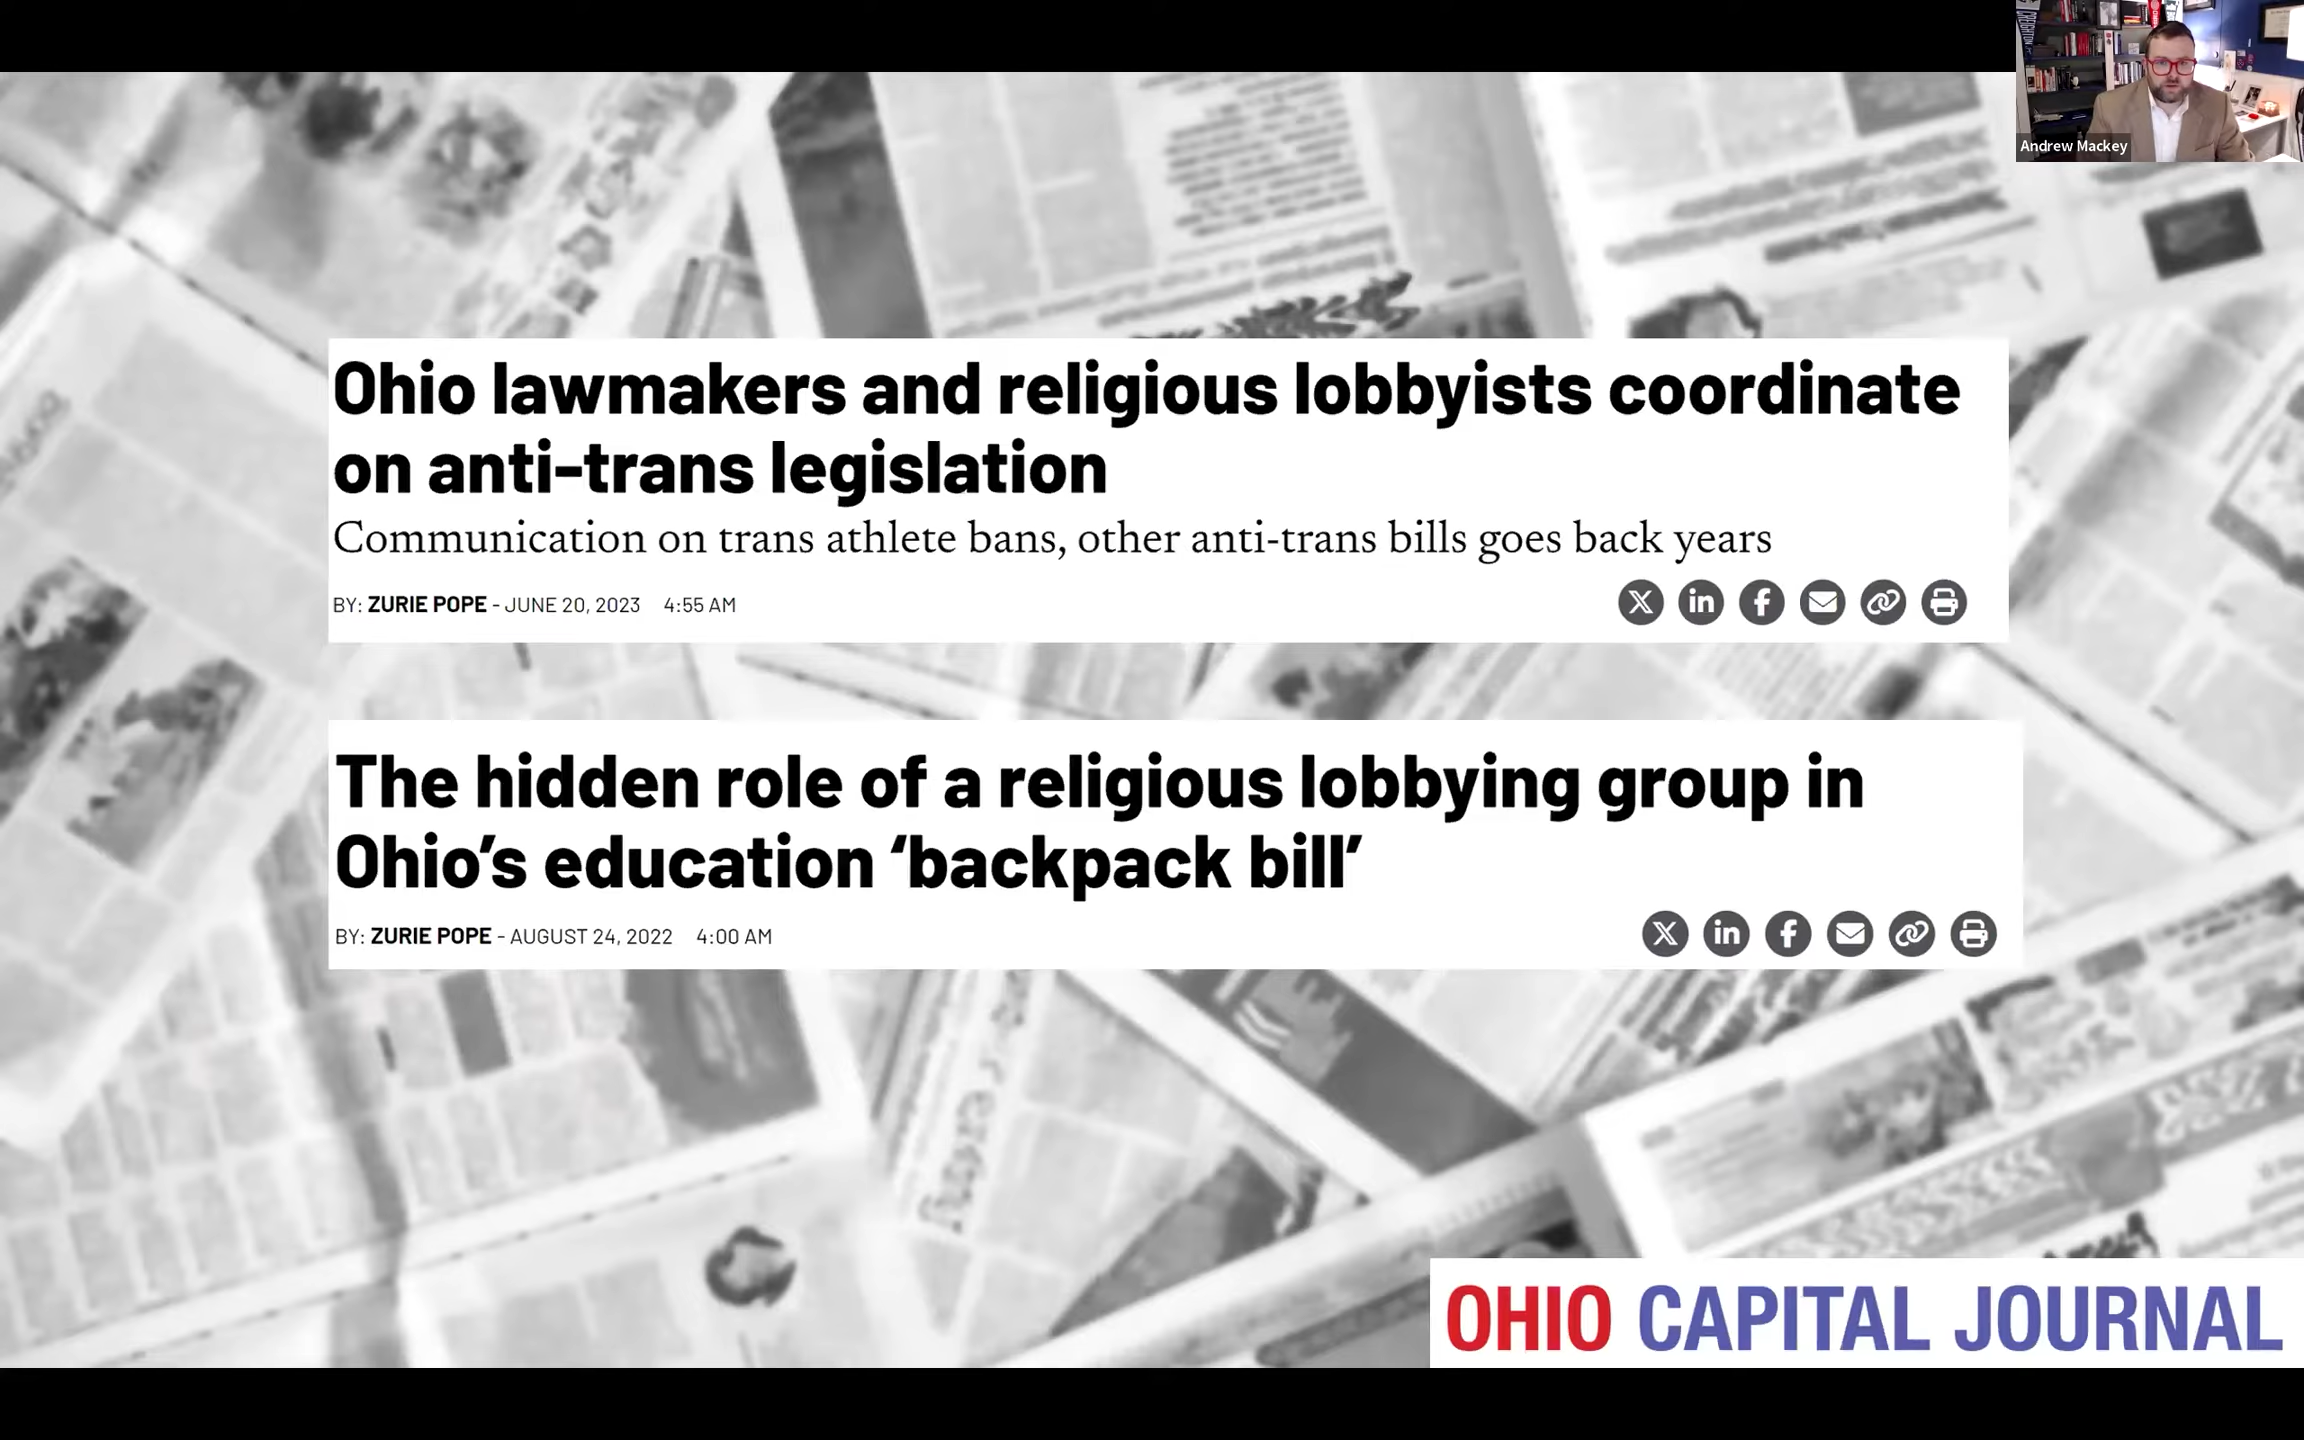 Andrew Mackey
Ohio lawmakers and religious lobbyists coordinate
on anti-trans legislation
Communication on trans athlete bans, other anti-trans bills goes back years
BY: ZURIE POPE - JUNE 20, 2023 4:55 AM
The hidden role of a religious lobbying group in
Ohio’s education ‘backpack bill’
BY: ZURIE POPE - AUGUST 24, 2022 4:00 AM
OHIO CAPITAL JOURNAL